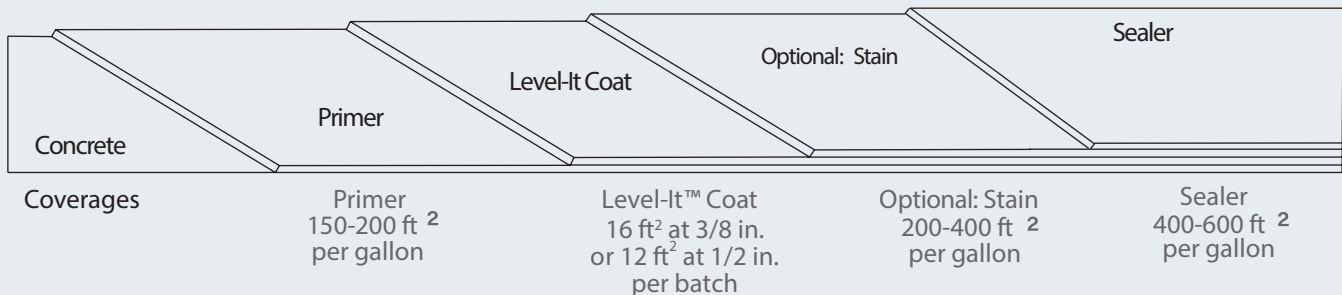 Sealer
Optional: Stain
Level-It Coat
Primer
Concrete
Coverages
Primer
150-200 ft ²
per gallon
Level-It™ Coat
16 ft² at 3/8 in.
or 12 ft² at 1/2 in.
per batch
Optional: Stain
200-400 ft ²
per gallon
Sealer
400-600 ft ²
per gallon